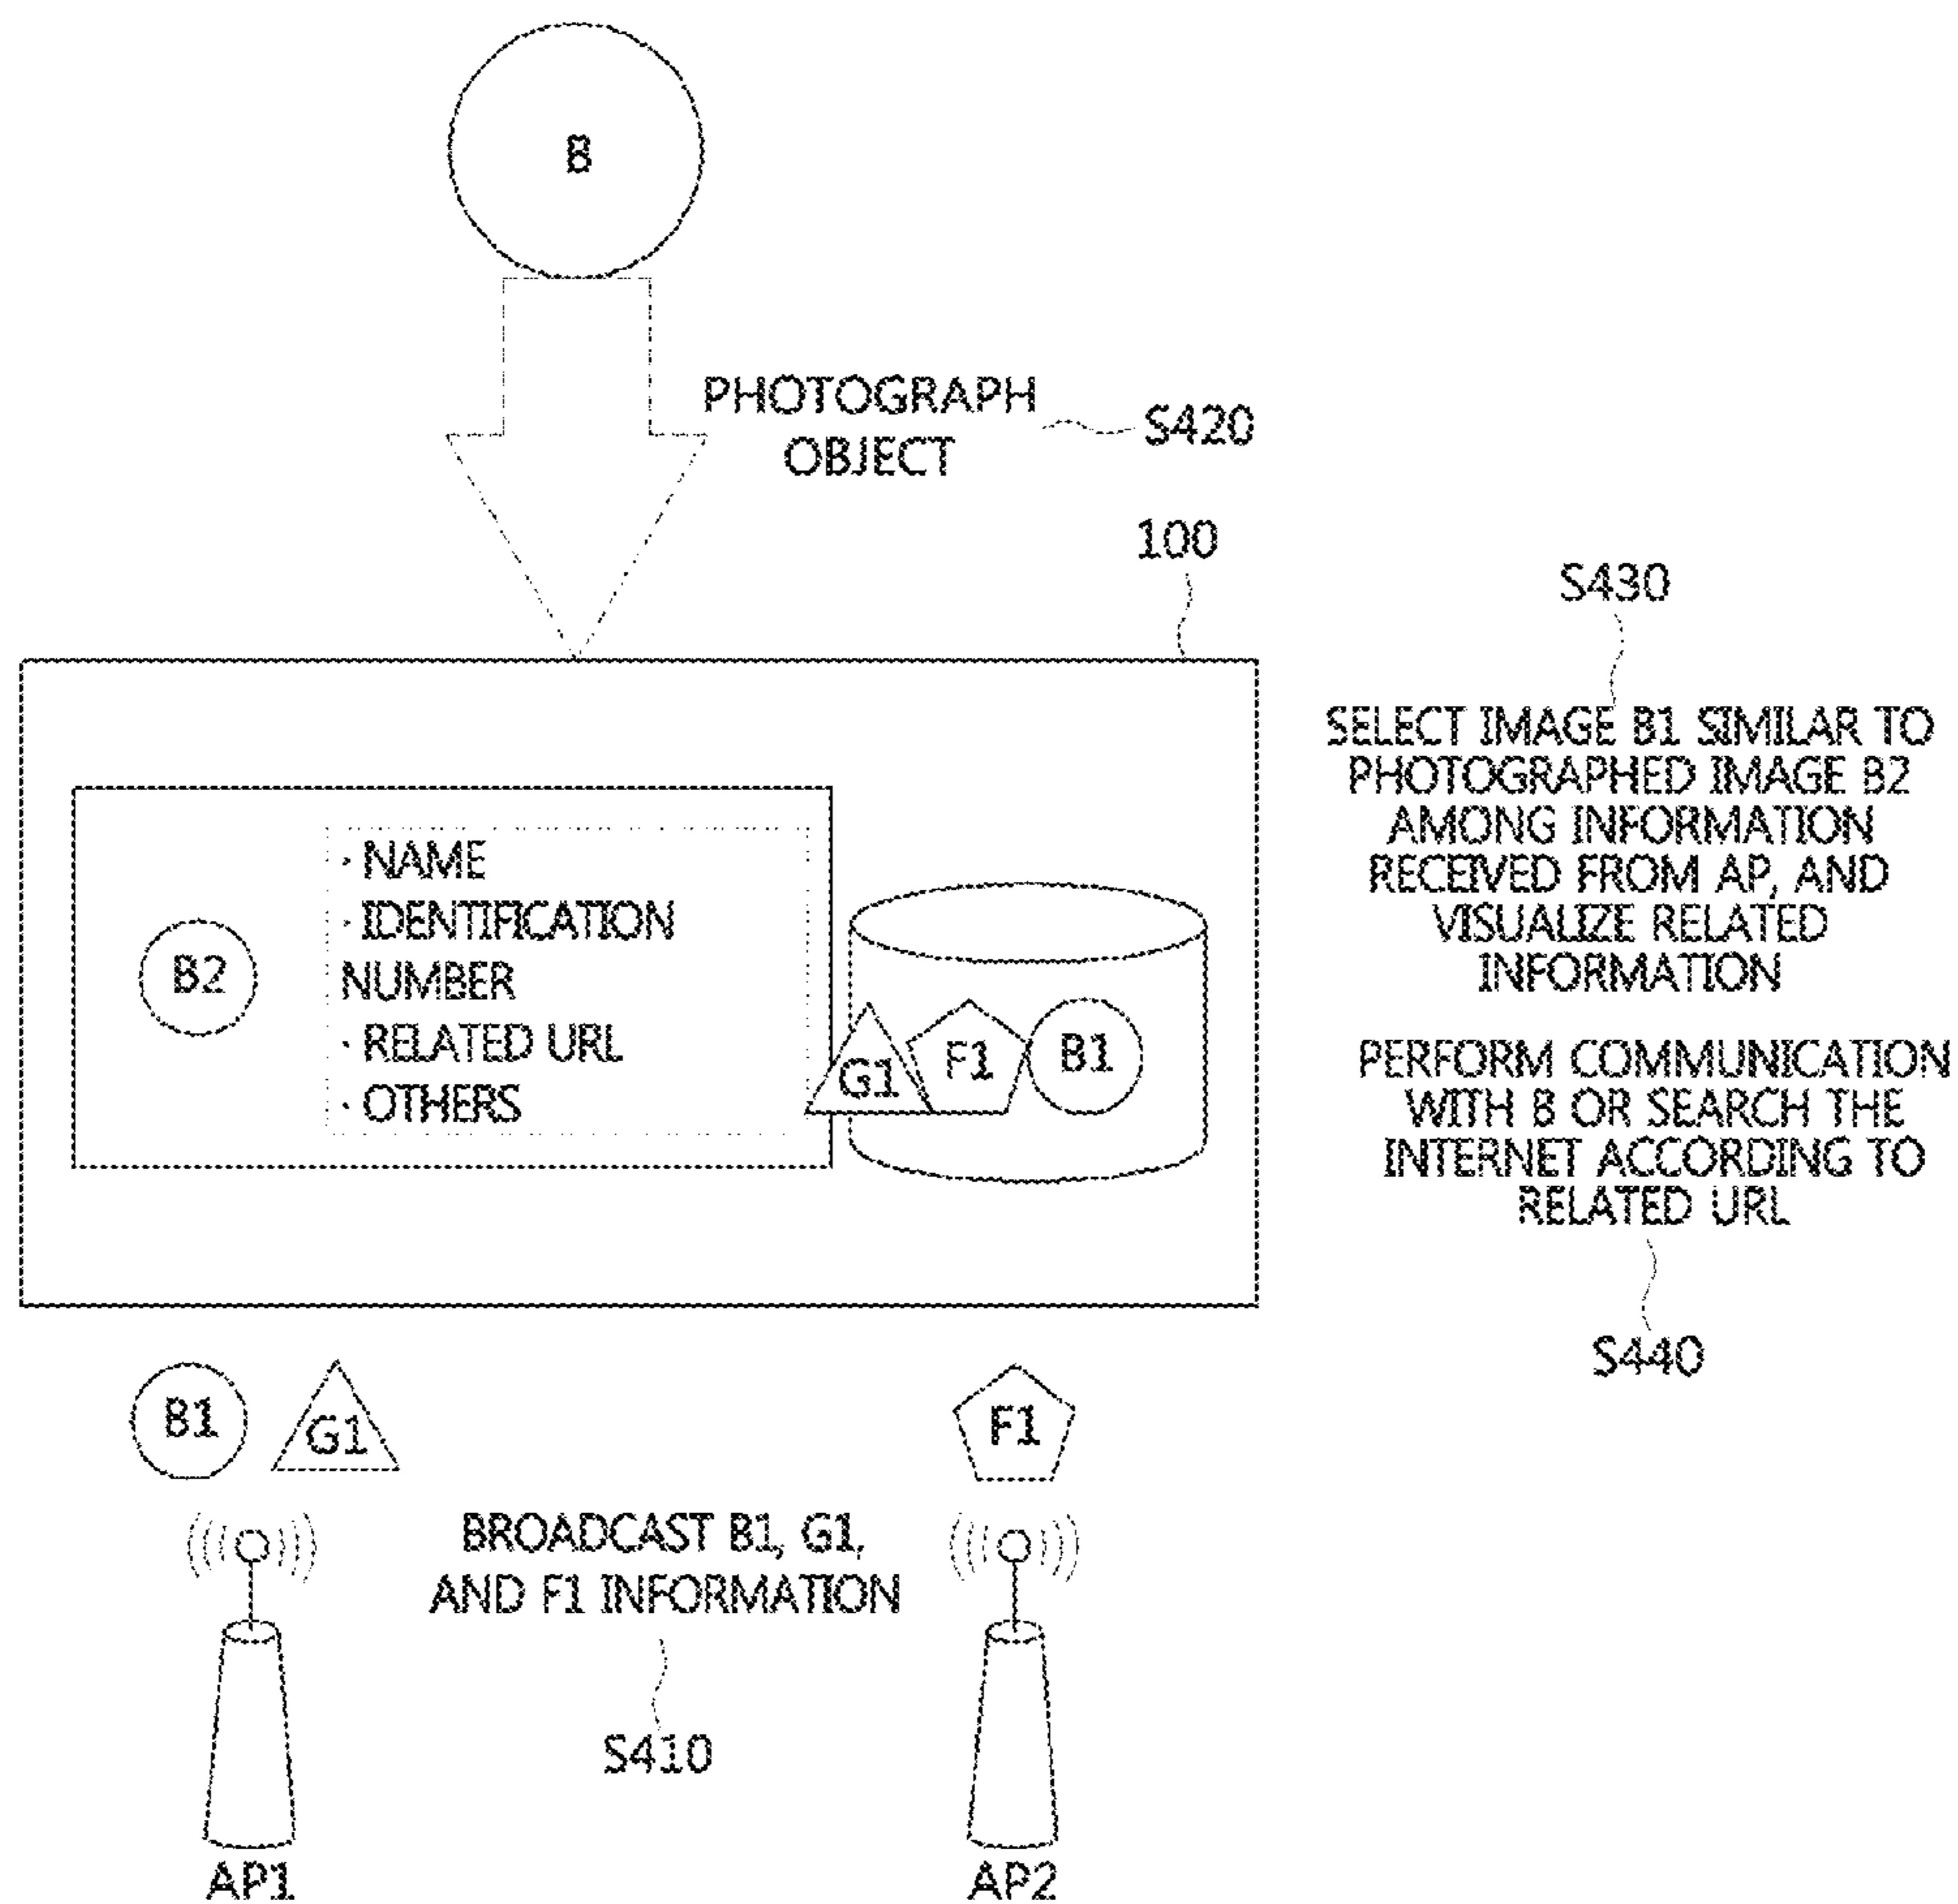 B
PHOTOGRAPH
OBJECT
S420
100
S430
SELECT IMAGE B1 SIMILAR TO
PHOTOGRAPHED IMAGE B2
AMONG INFORMATION
RECEIVED FROM AP, AND
VISUALIZE RELATED
INFORMATION
B2
· NAME
· IDENTIFICATION
NUMBER
· RELATED URL
· OTHERS
G1
F1
B1
PERFORM COMMUNICATION
WITH B OR SEARCH THE
INTERNET ACCORDING TO
RELATED URL
S440
B1
G1
F1
BROADCAST B1, G1,
AND F1 INFORMATION
S410
AP1
AP2